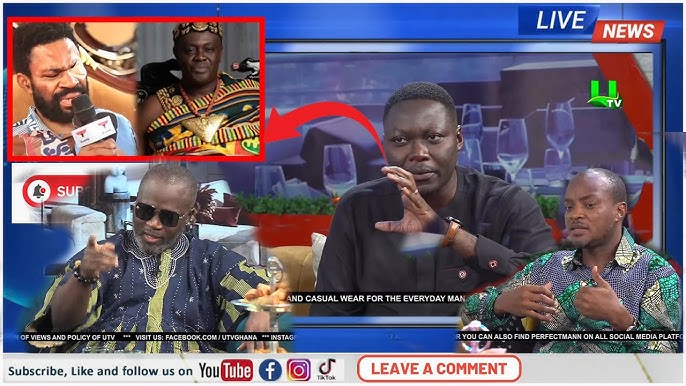 LIVE
NEWS
U
TV
SUB
AND CASUAL WEAR FOR THE EVERYDAY MAN
OF VIEWS AND POLICY OF UTV *** VISIT US: FACEBOOK.COM / UTVGHANA *** INSTAG
R YOU CAN ALSO FIND PERFECTMANN ON ALL SOCIAL MEDIA PLATFO
Subscribe, Like and follow us on YouTube TikTok
LEAVE A COMMENT